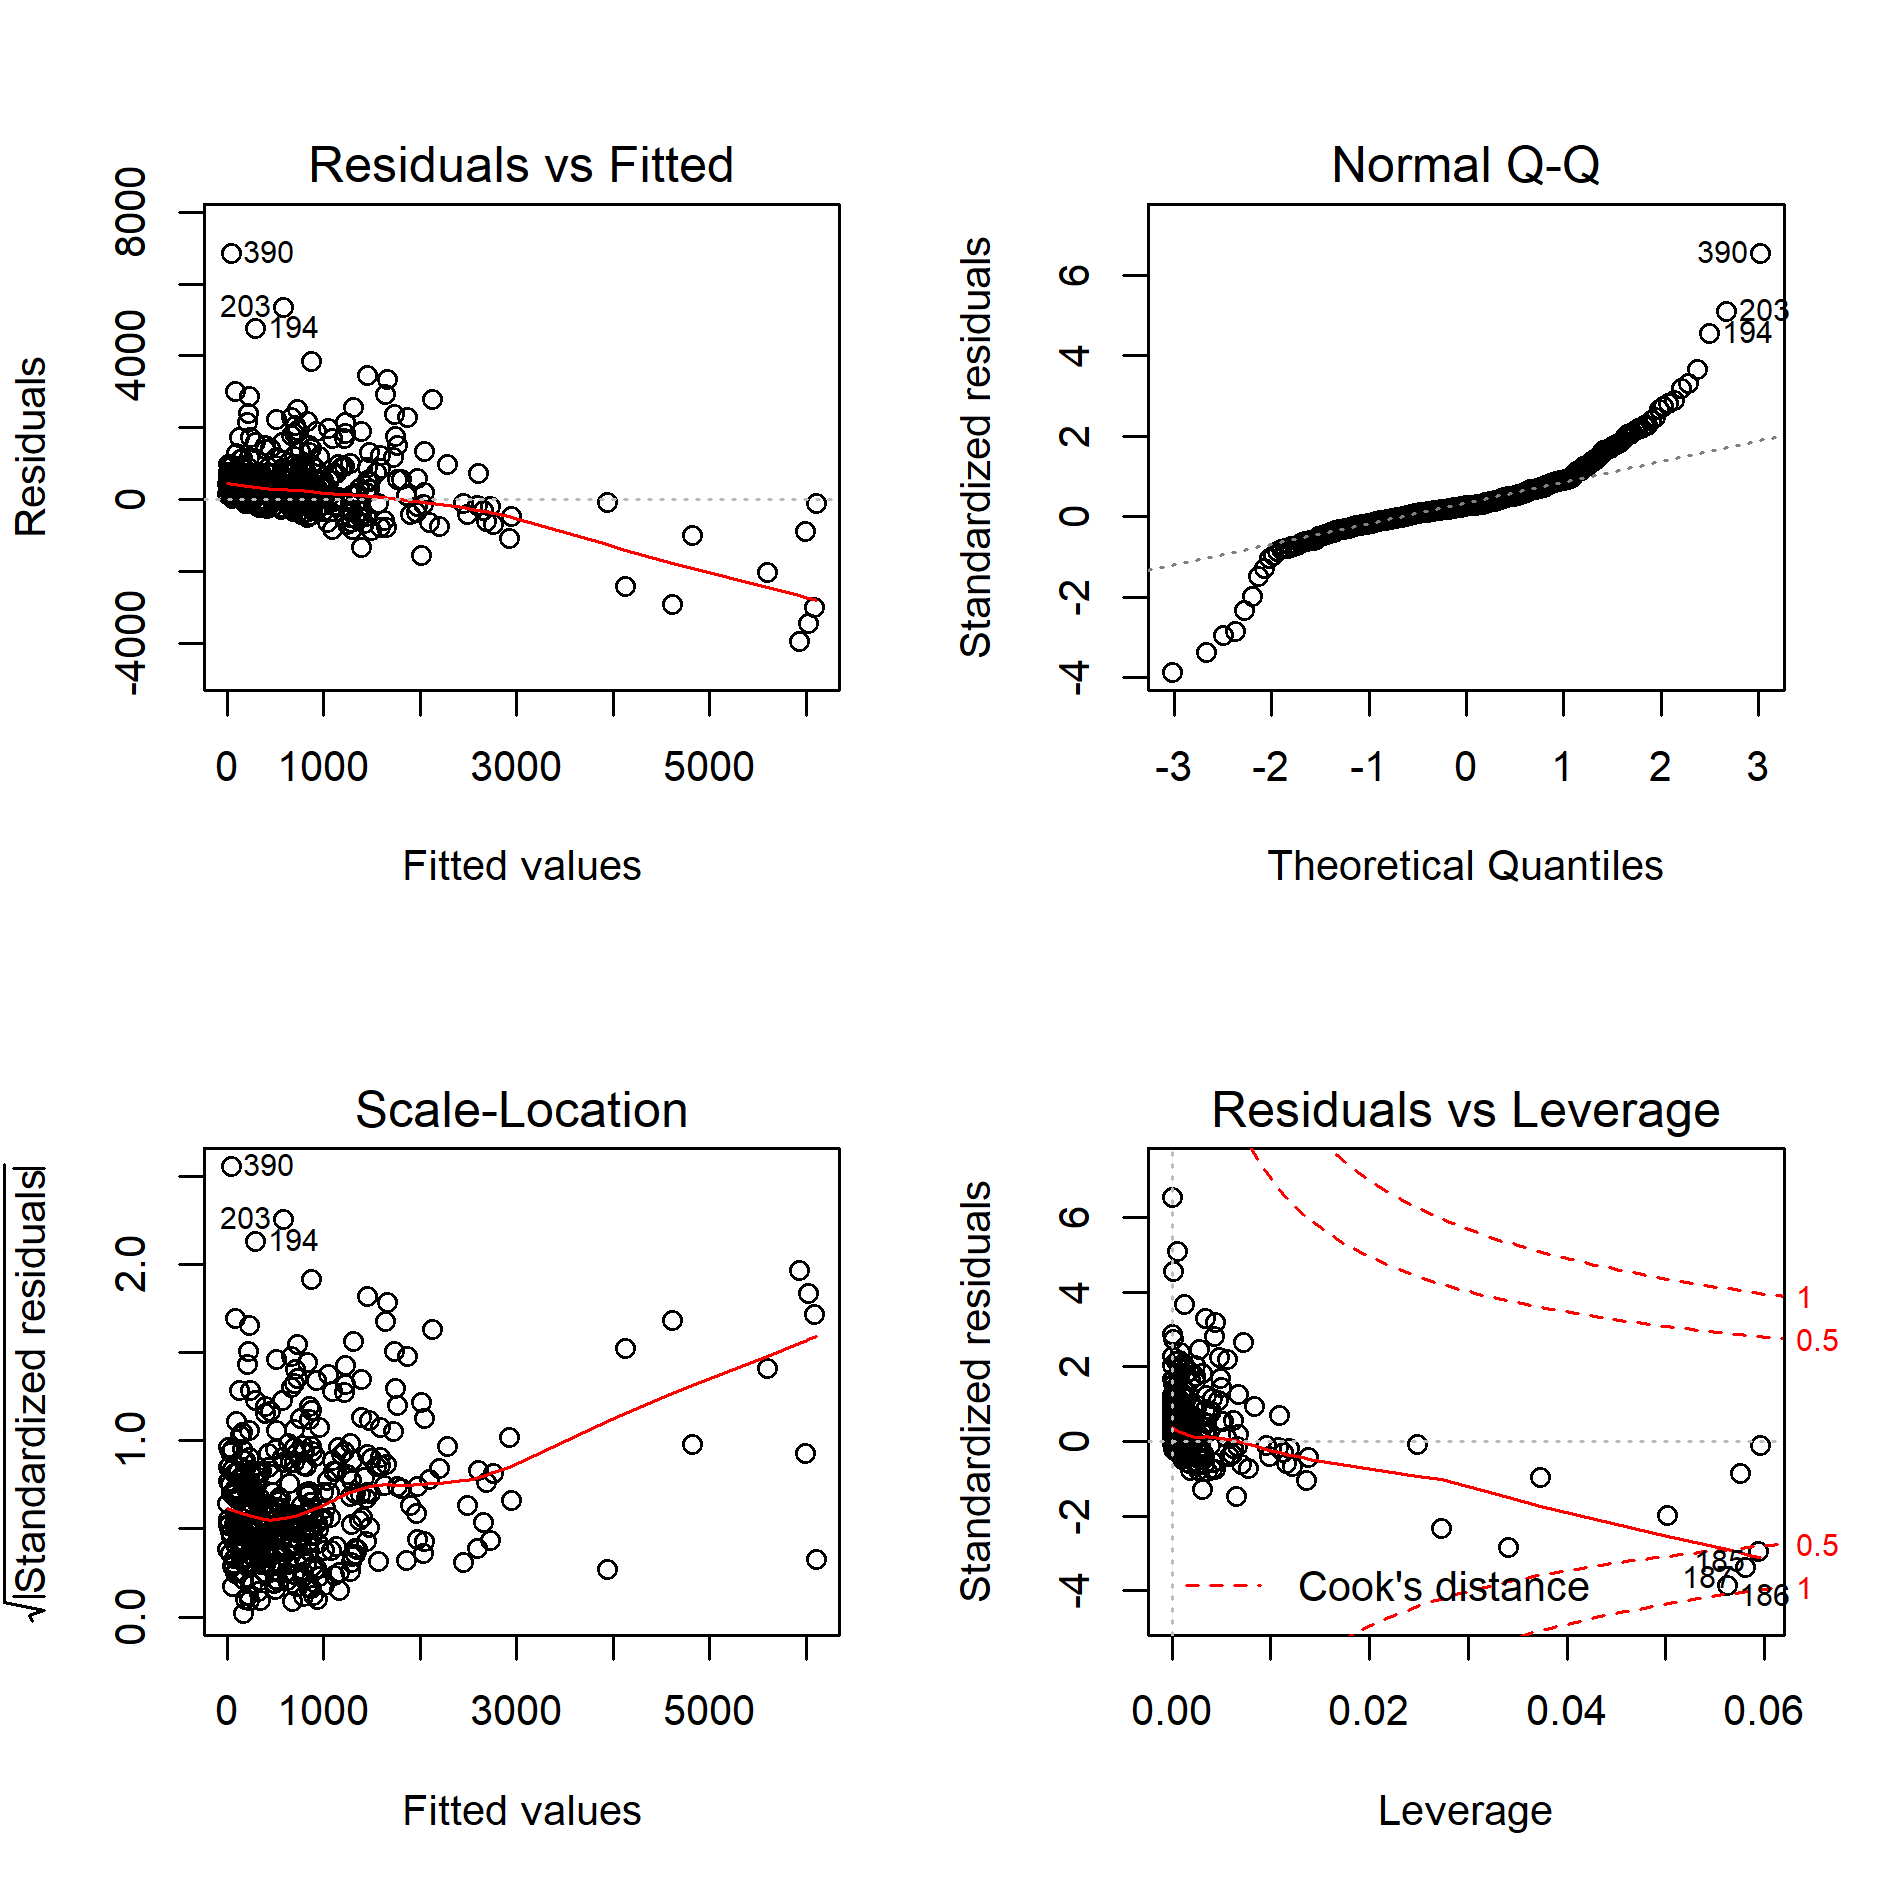 Residuals vs Fitted
Residuals
-4000 0 4000 8000
390
203
194
0 1000 3000 5000
Fitted values
Normal Q-Q
Standardized residuals
-4 -2 0 2 4 6
390
203
194
-3 -2 -1 0 1 2 3
Theoretical Quantiles
Scale-Location
√|Standardized residuals|
0.0 1.0 2.0
390
203
194
0 1000 3000 5000
Fitted values
Residuals vs Leverage
Standardized residuals
-4 -2 0 2 4 6
1
0.5
0.5
1
185
187
186
Cook's distance
0.00 0.02 0.04 0.06
Leverage